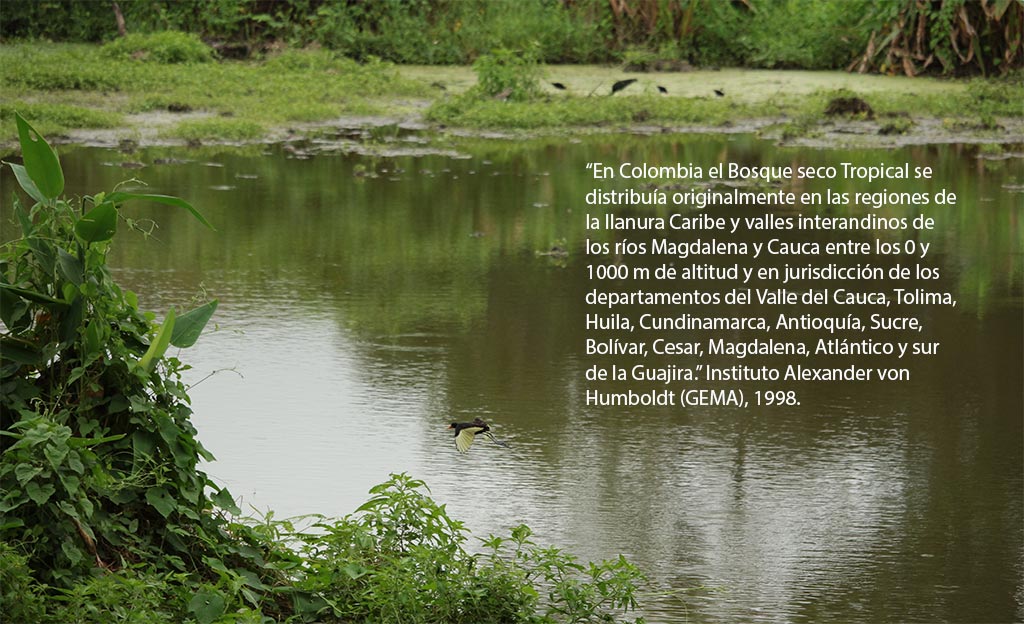 “En Colombia el Bosque seco Tropical se
distribuía originalmente en las regiones de
la llanura Caribe y valles interandinos de
los ríos Magdalena y Cauca entre los 0 y
1000 m de altitud y en jurisdicción de los
departamentos del Valle del Cauca, Tolima,
Huila, Cundinamarca, Antioquía, Sucre,
Bolívar, Cesar, Magdalena, Atlántico y sur
de la Guajira.” Instituto Alexander von
Humboldt (GEMA), 1998.